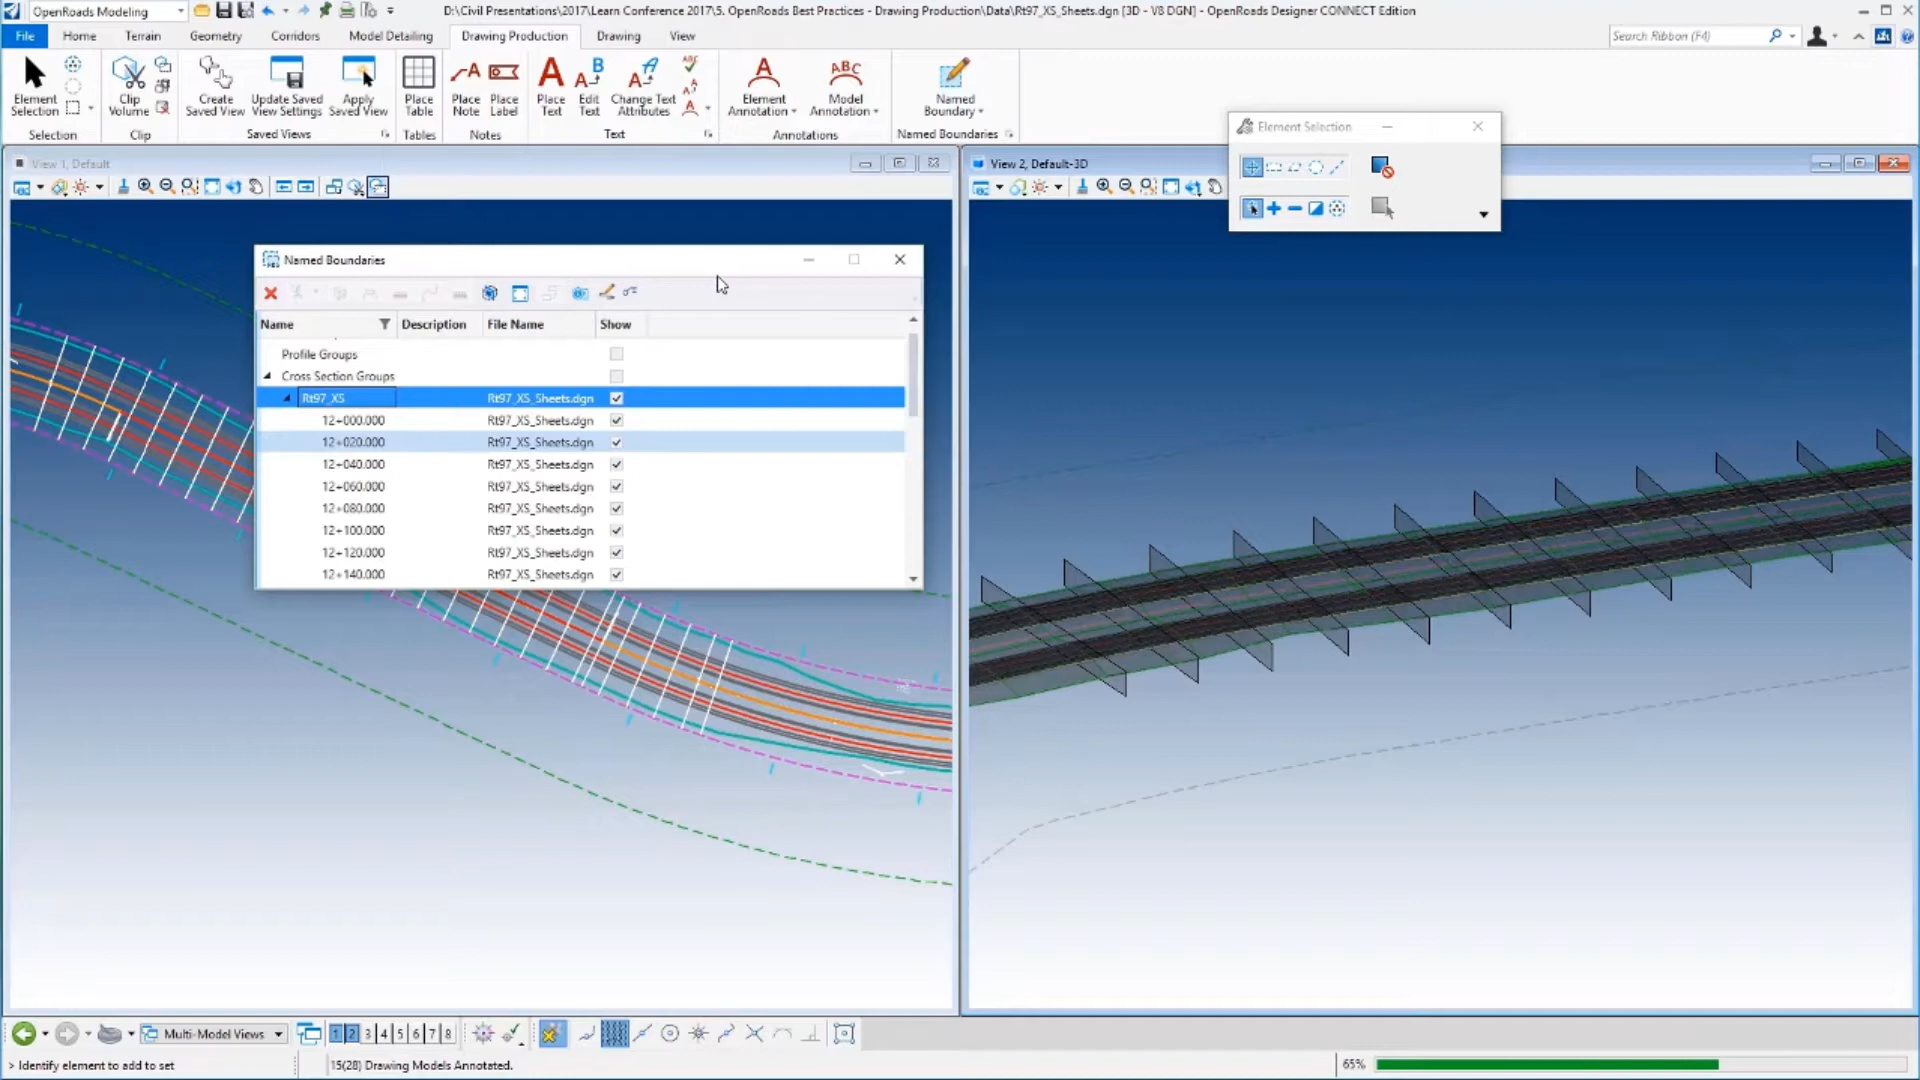 OpenRoads Modeling
D:\Civil Presentations\2017\Learn Conference 2017\5. OpenRoads Best Practices - Drawing Production\Data\Rt97_XS_Sheets.dgn [3D - V8 DGN] - OpenRoads Designer CONNECT Edition
File Home Terrain Geometry Corridors Model Detailing Drawing Production Drawing View
Search Ribbon (F4)
Element Selection
Clip Volume
Create Saved View
Update Saved View Settings
Apply Saved View
Place Table
Place Note
Place Label
Place Text
Edit Text
Change Text Attributes
Element Annotation
Model Annotation
Named Boundary
Selection Clip Saved Views Tables Notes Text Annotations Named Boundaries
Element Selection
View 1, Default
View 2, Default-3D
Named Boundaries
Name Description File Name Show
Profile Groups
Cross Section Groups
Rt97_XS Rt97_XS_Sheets.dgn
12+000.000 Rt97_XS_Sheets.dgn
12+020.000 Rt97_XS_Sheets.dgn
12+040.000 Rt97_XS_Sheets.dgn
12+060.000 Rt97_XS_Sheets.dgn
12+080.000 Rt97_XS_Sheets.dgn
12+100.000 Rt97_XS_Sheets.dgn
12+120.000 Rt97_XS_Sheets.dgn
12+140.000 Rt97_XS_Sheets.dgn
Multi-Model Views 1 2 3 4 5 6 7 8
> Identify element to add to set
15(28) Drawing Models Annotated.
65%